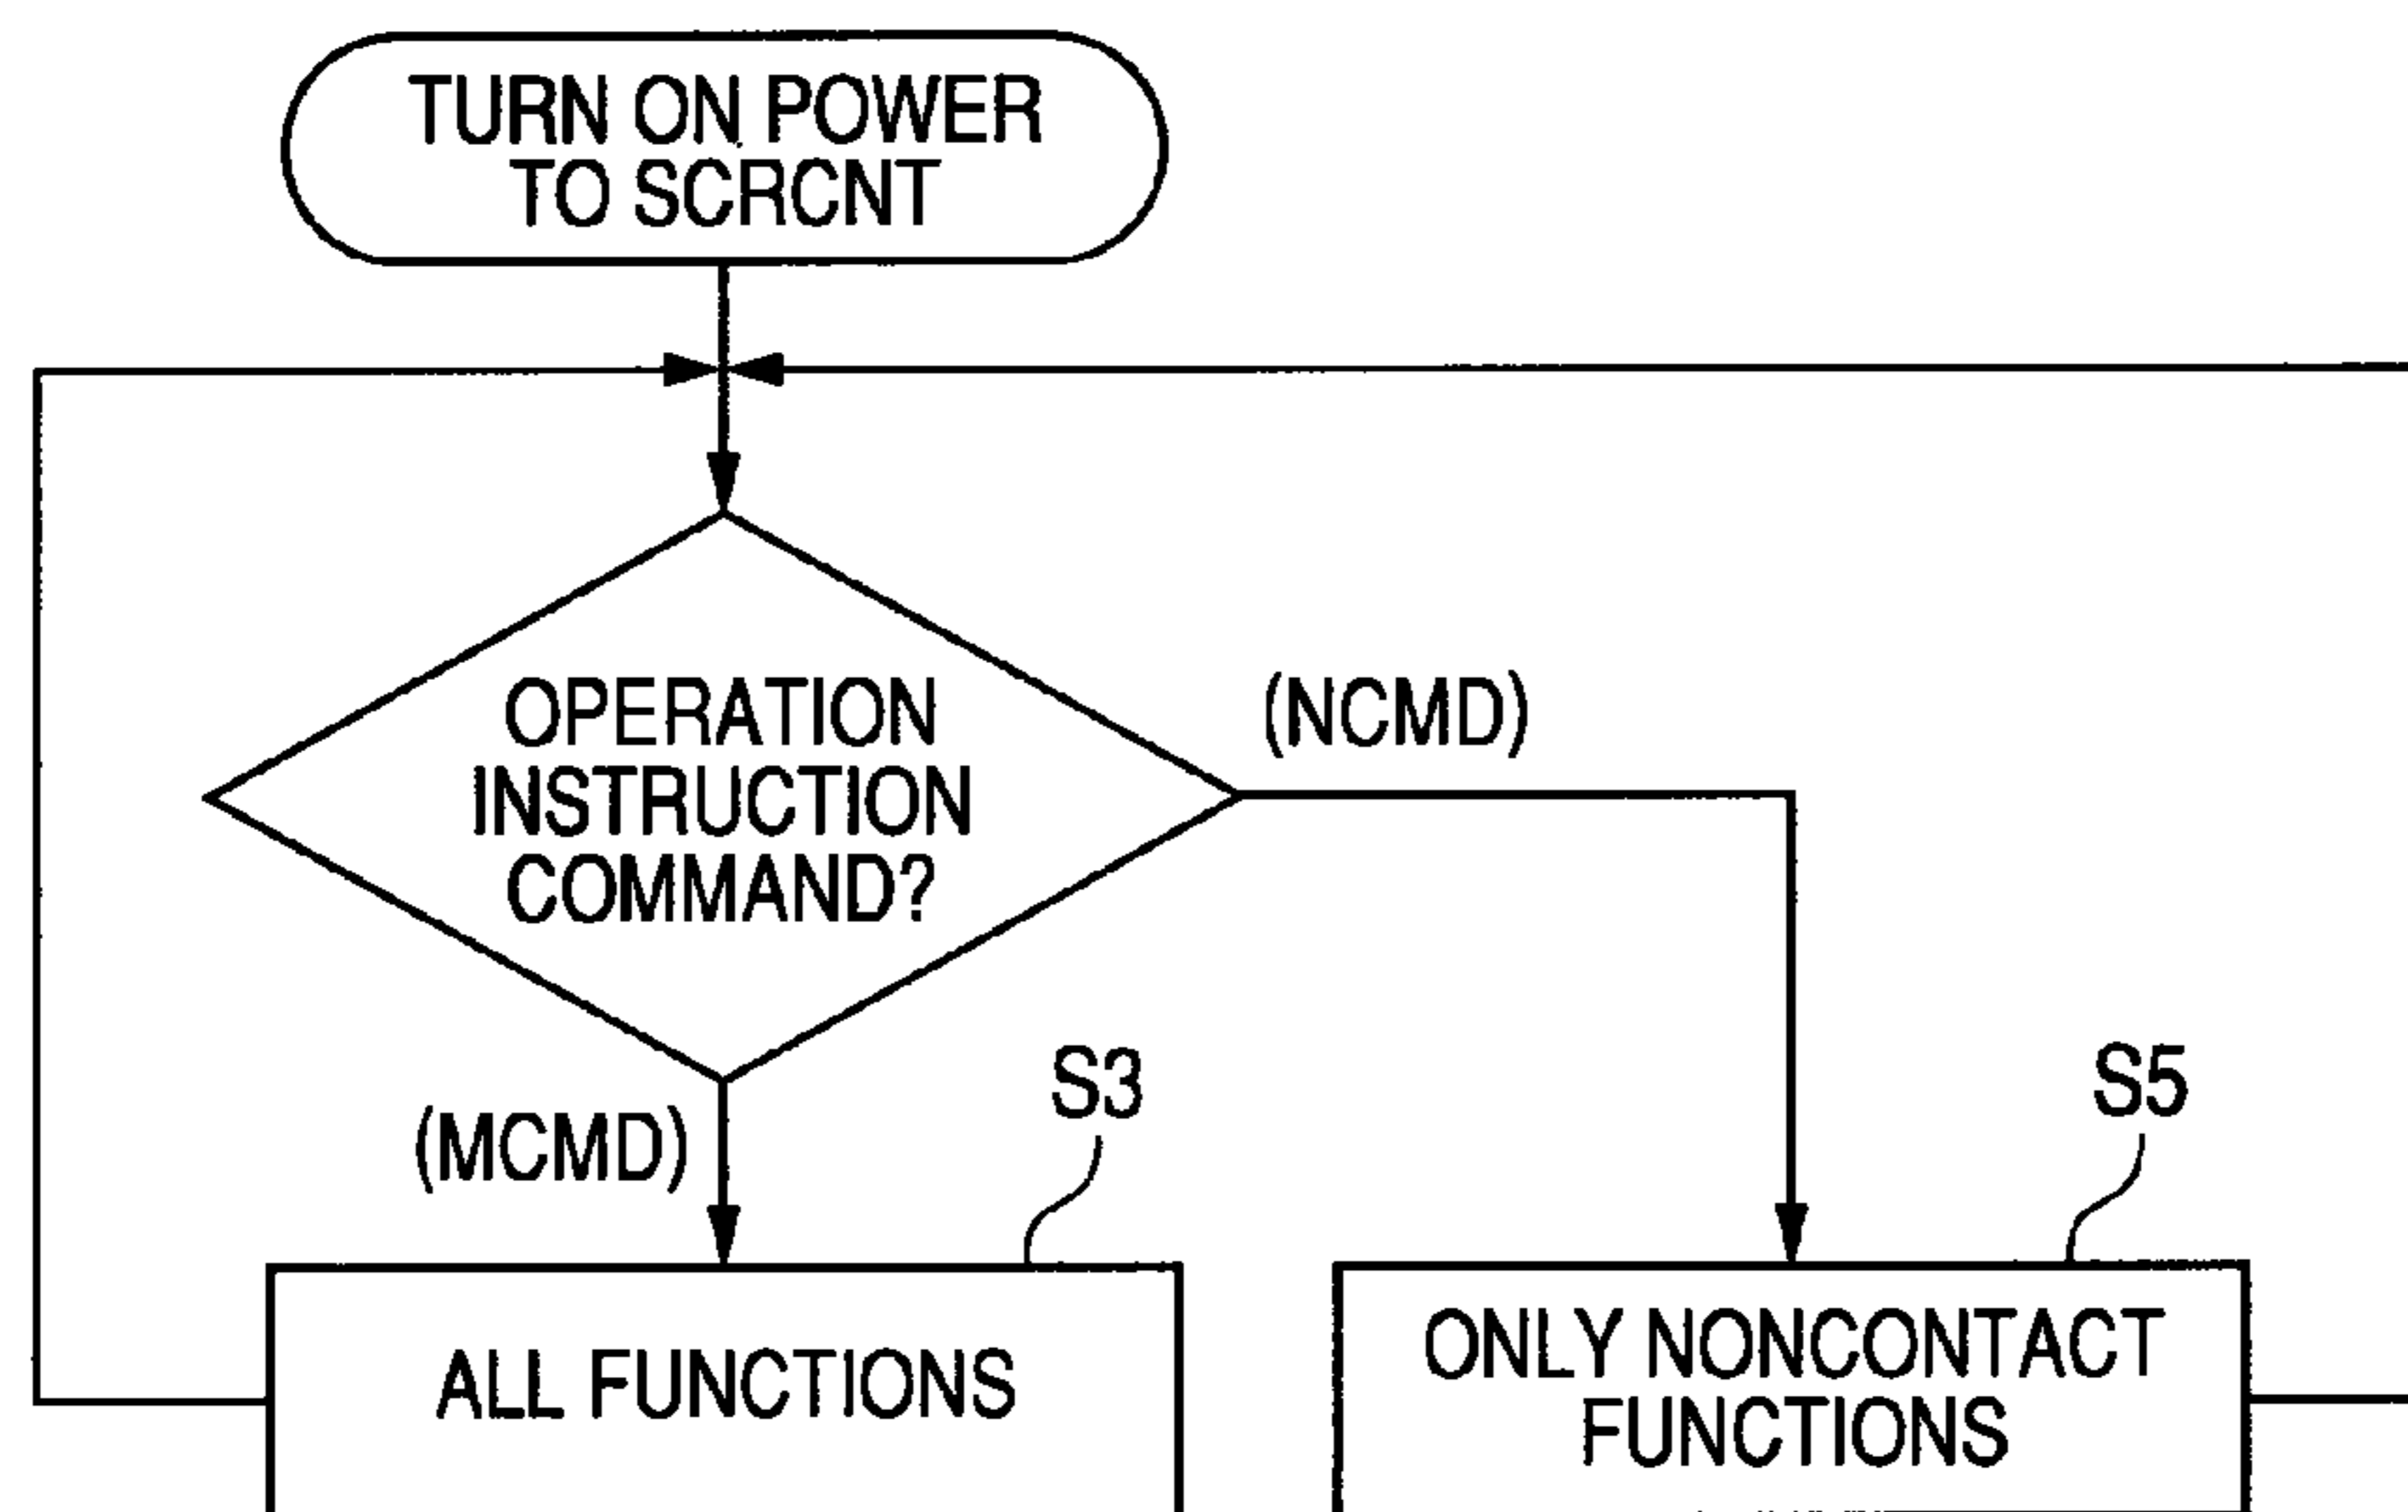 TURN ON POWER
TO SCRCNT
OPERATION
INSTRUCTION
COMMAND?
(NCMD)
(MCMD)
S3
S5
ALL FUNCTIONS
ONLY NONCONTACT
FUNCTIONS